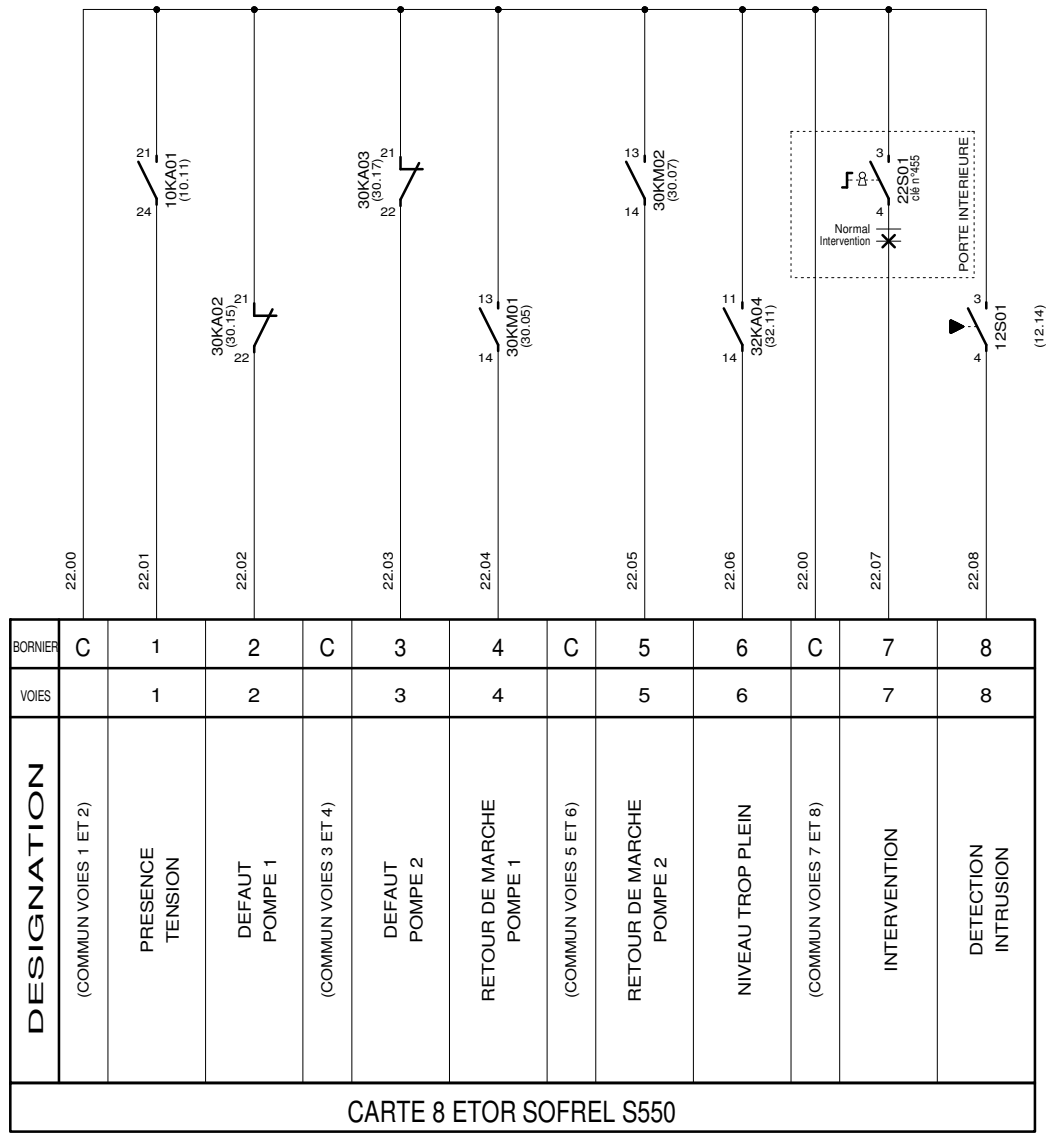 21
24
10KA01
(10.11)
21
22
30KA03
(30.17)
13
14
30KM02
(30.07)
3
4
22S01
clé n°455
Normal
Intervention
PORTE INTERIEURE
21
22
30KA02
(30.15)
13
14
30KM01
(30.05)
11
14
32KA04
(32.11)
3
4
12S01
(12.14)
22.00
22.01
22.02
22.03
22.04
22.05
22.06
22.00
22.07
22.08
BORNIER C 1 2 C 3 4 C 5 6 C 7 8
VOIES 1 2 3 4 5 6 7 8
DESIGNATION
(COMMUN VOIES 1 ET 2)
PRESENCE
TENSION
DEFAUT
POMPE 1
(COMMUN VOIES 3 ET 4)
DEFAUT
POMPE 2
RETOUR DE MARCHE
POMPE 1
(COMMUN VOIES 5 ET 6)
RETOUR DE MARCHE
POMPE 2
NIVEAU TROP PLEIN
(COMMUN VOIES 7 ET 8)
INTERVENTION
DETECTION
INTRUSION
CARTE 8 ETOR SOFREL S550